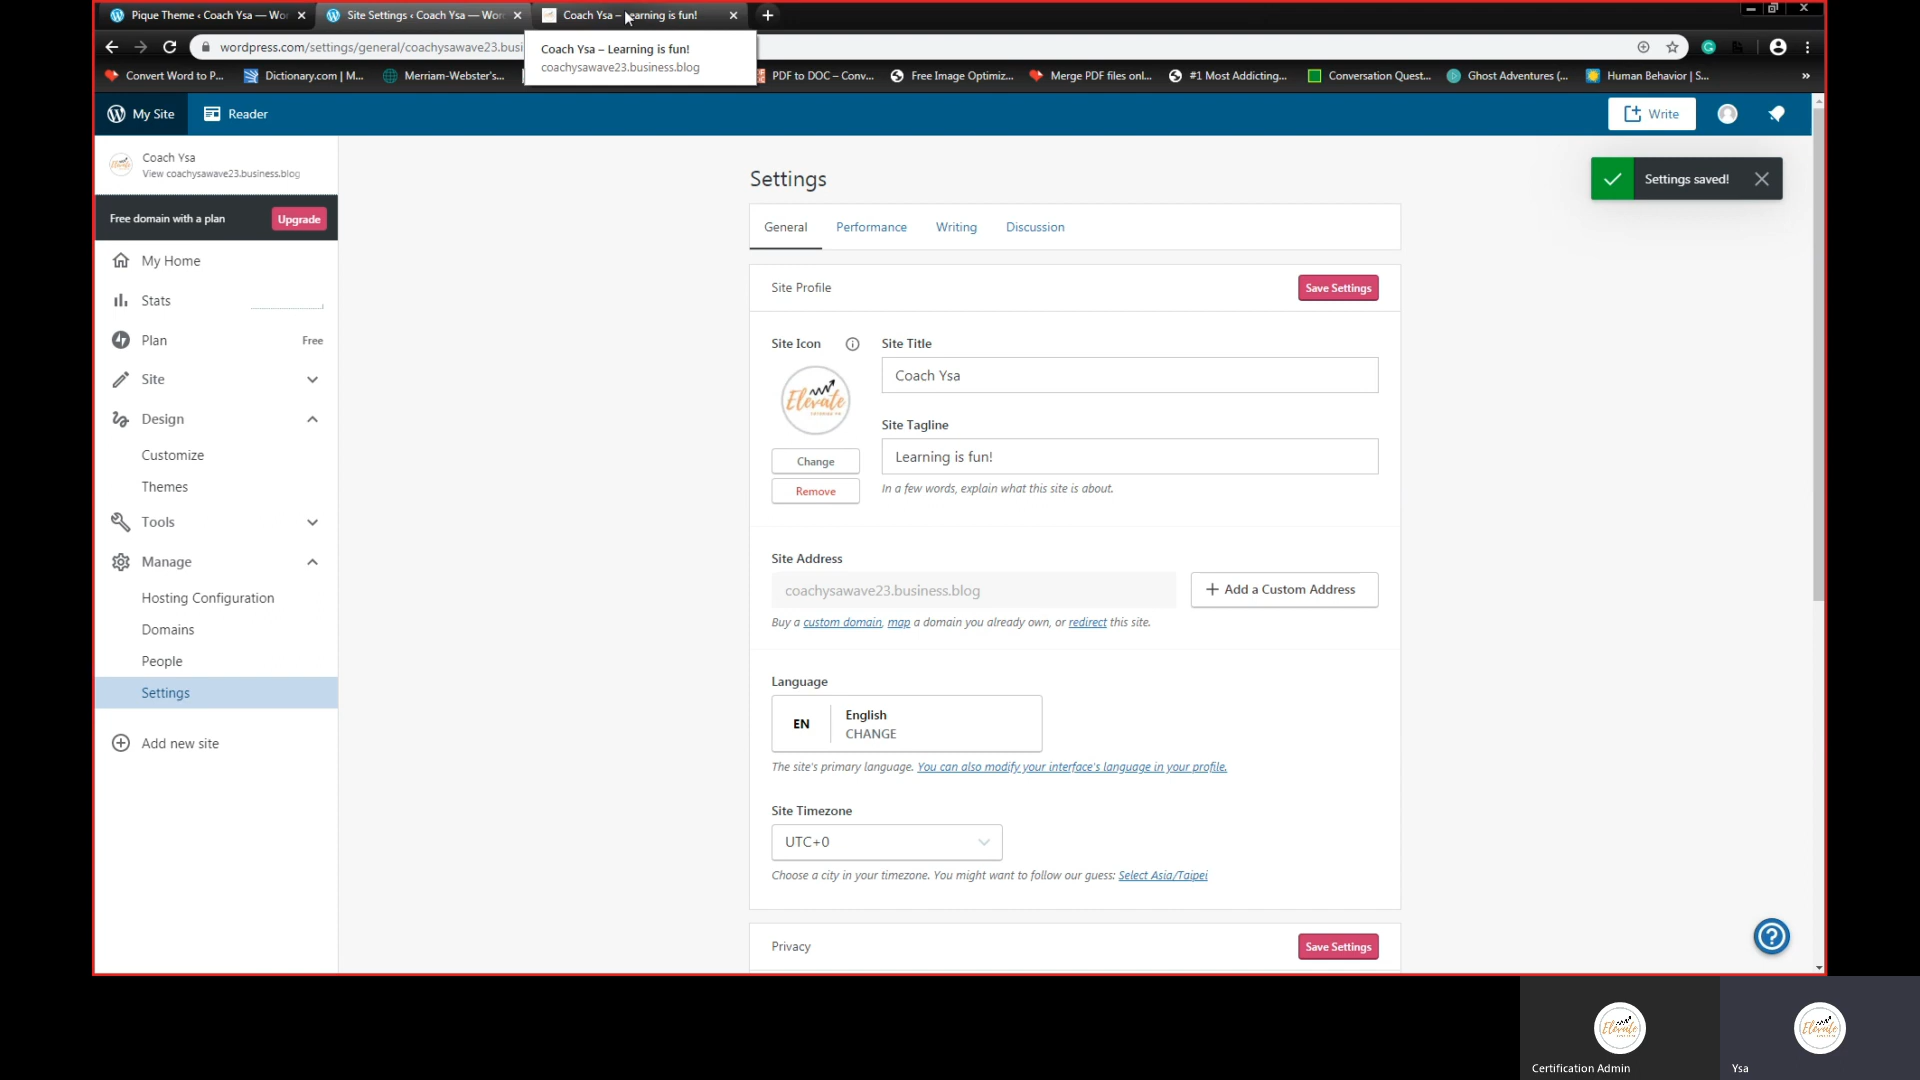 Pique Theme ‹ Coach Ysa — Wor
Site Settings ‹ Coach Ysa — Wor
Coach Ysa – Learning is fun!
wordpress.com/settings/general/coachysawave23.busi
Coach Ysa – Learning is fun!
coachysawave23.business.blog
Convert Word to P...
Dictionary.com | M...
Merriam-Webster's...
PDF to DOC – Conv...
Free Image Optimiz...
Merge PDF files onl...
#1 Most Addicting...
Conversation Quest...
Ghost Adventures (...
Human Behavior | S...
»
My Site
Reader
Write
Coach Ysa
View coachysawave23.business.blog
Free domain with a plan
Upgrade
My Home
Stats
Plan
Free
Site
Design
Customize
Themes
Tools
Manage
Hosting Configuration
Domains
People
Settings
Add new site
Settings
Settings saved!
General
Performance
Writing
Discussion
Site Profile
Save Settings
Site Icon
Elevate
Change
Remove
Site Title
Coach Ysa
Site Tagline
Learning is fun!
In a few words, explain what this site is about.
Site Address
coachysawave23.business.blog
+ Add a Custom Address
Buy a custom domain, map a domain you already own, or redirect this site.
Language
EN
English
CHANGE
The site's primary language. You can also modify your interface's language in your profile.
Site Timezone
UTC+0
Choose a city in your timezone. You might want to follow our guess: Select Asia/Taipei
Privacy
Save Settings
Elevate
Certification Admin
Elevate
Ysa